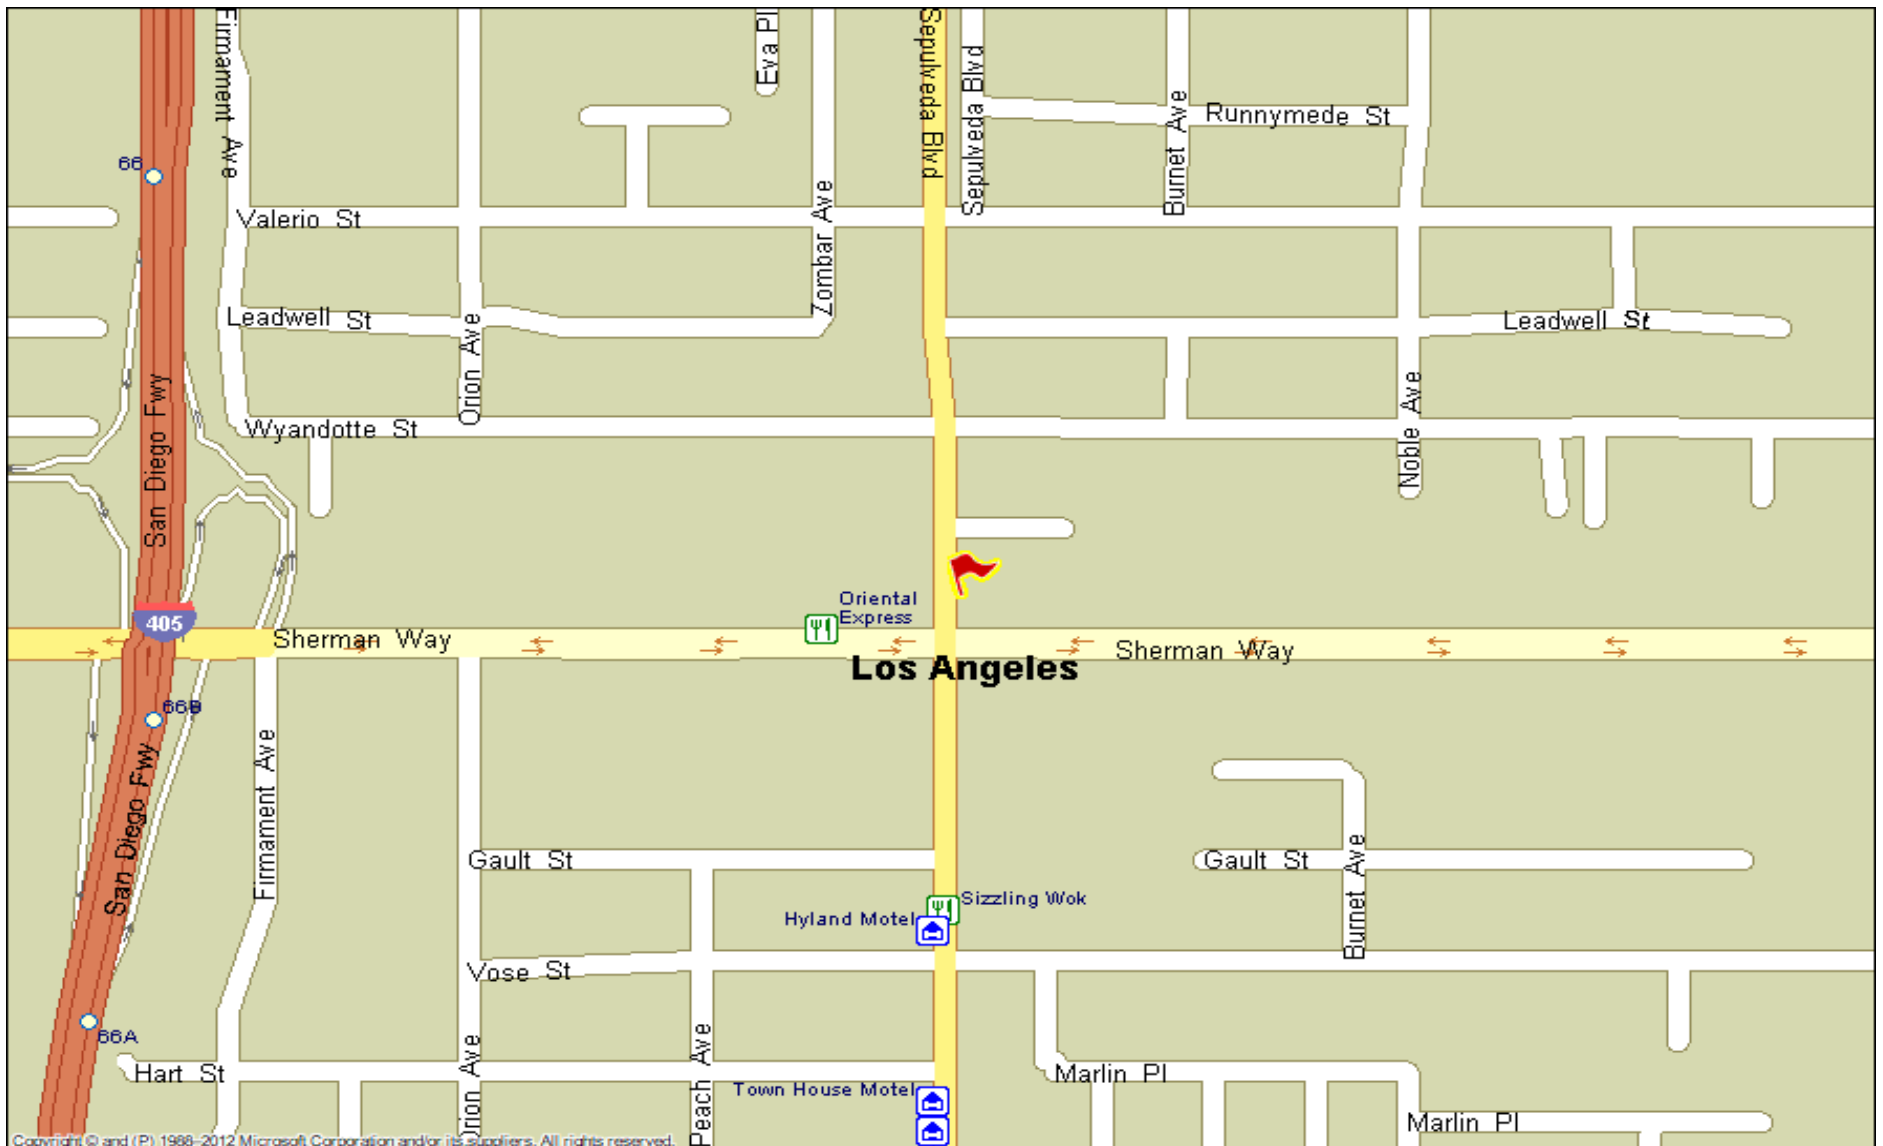 Firmament Ave
Eva Pl
Sepulveda Blvd
Sepulveda Blvd
Burnet Ave
Runnymede St
66
Valerio St
Zombar Ave
Leadwell St
Orion Ave
Leadwell St
San Diego Fwy
Wyandotte St
Noble Ave
Oriental
Express
405
Sherman Way
Sherman Way
Los Angeles
66B
San Diego Fwy
Firmament Ave
Gault St
Gault St
Burnet Ave
Sizzling Wok
Hyland Motel
Vose St
66A
Hart St
Orion Ave
Peach Ave
Marlin Pl
Town House Motel
Marlin Pl
Copyright © and (P) 1988–2012 Microsoft Corporation and/or its suppliers. All rights reserved.